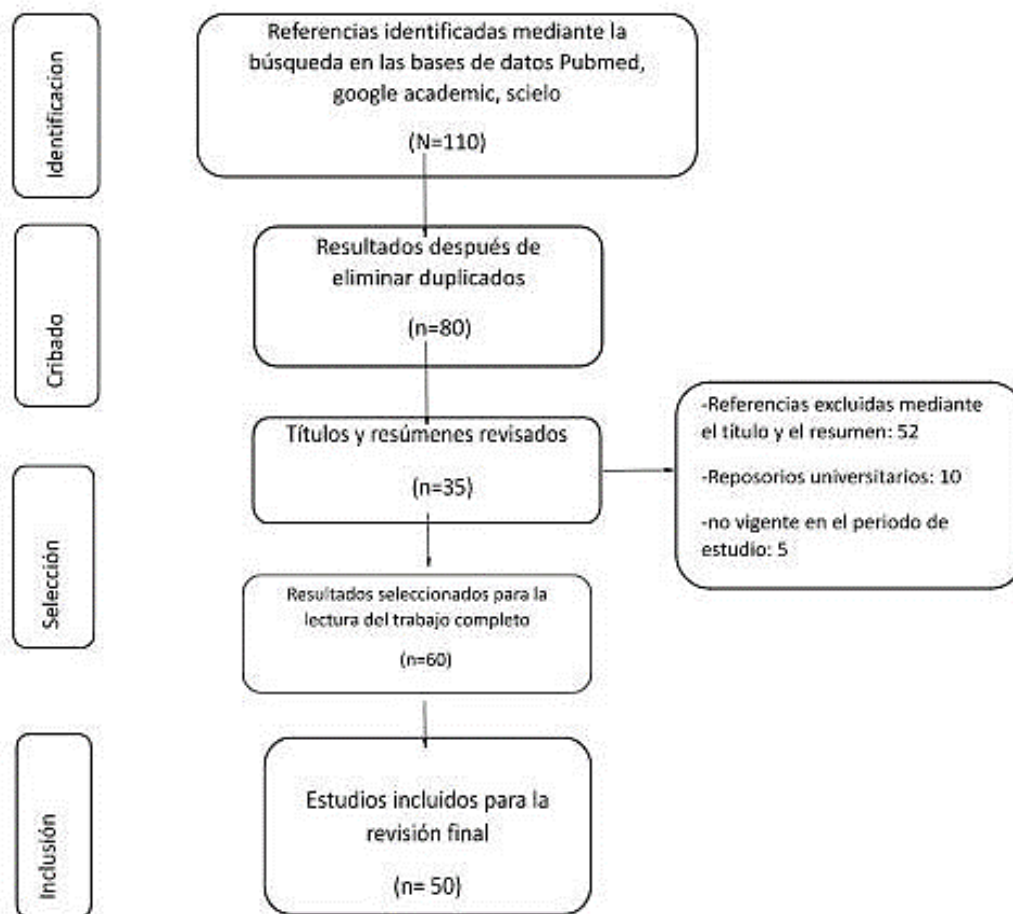 Identificacion
Referencias identificadas mediante la
búsqueda en las bases de datos Pubmed,
google academic, scielo
(N=110)
Cribado
Resultados después de
eliminar duplicados
(n=80)
Títulos y resúmenes revisados
(n=35)
-Referencias excluidas mediante
el título y el resumen: 52
-Reposorios universitarios: 10
-no vigente en el periodo de
estudio: 5
Selección
Resultados seleccionados para la
lectura del trabajo completo
(n=60)
Inclusión
Estudios incluidos para la
revisión final
(n= 50)